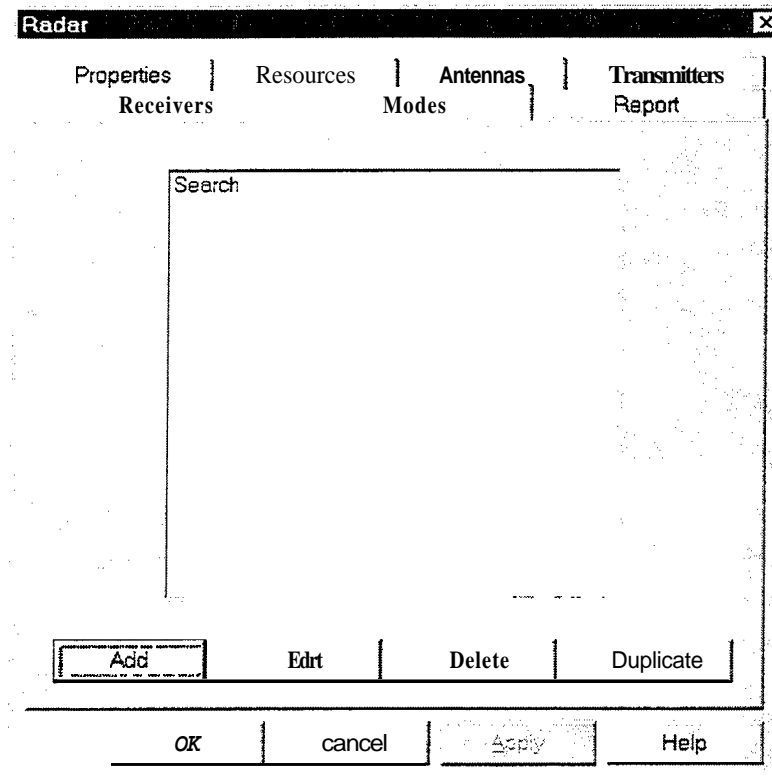 Radar
Properties Resources Antennas Transmitters
Receivers Modes Report
Search
Add Edrt Delete Duplicate
OK cancel Apply Help